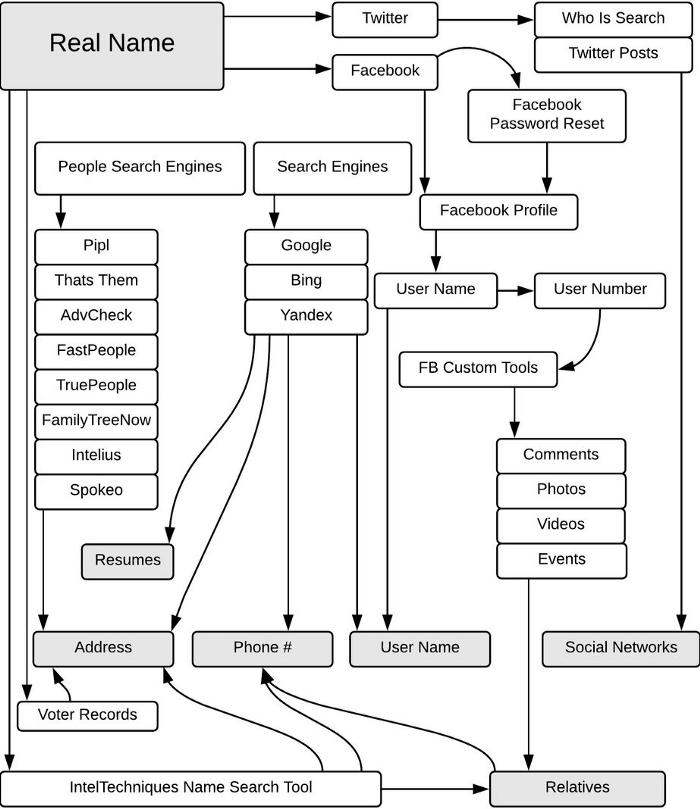 Real Name
Twitter
Who Is Search
Twitter Posts
Facebook
Facebook
Password Reset
People Search Engines
Search Engines
Facebook Profile
Pipl
Thats Them
AdvCheck
FastPeople
TruePeople
FamilyTreeNow
Intelius
Spokeo
Google
Bing
Yandex
User Name
User Number
FB Custom Tools
Comments
Photos
Videos
Events
Resumes
Address
Phone #
User Name
Social Networks
Voter Records
IntelTechniques Name Search Tool
Relatives